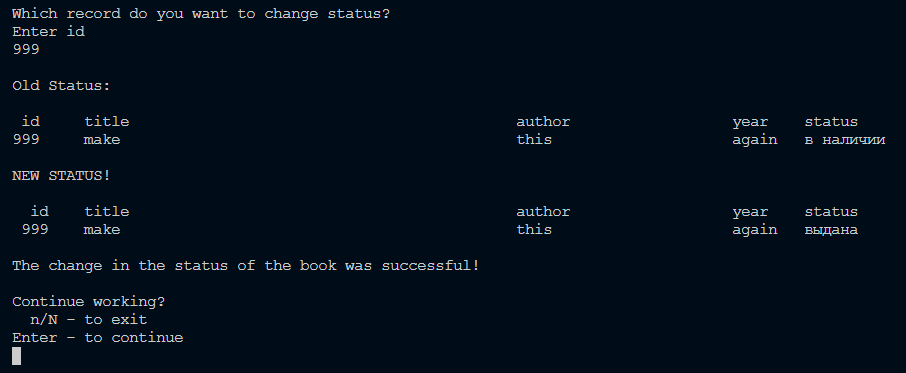 Which record do you want to change status?
Enter id
999
Old Status:
id title author year status
999 make this again в наличии
NEW STATUS!
id title author year status
999 make this again выдана
The change in the status of the book was successful!
Continue working?
n/N - to exit
Enter - to continue